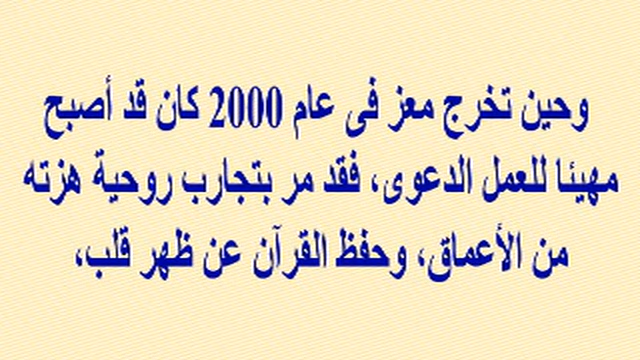 وحين تخرج معز فى عام 2000 كان قد أصبح
مهيئا للعمل الدعوى، فقد مر بتجارب روحية هزته
من الأعماق، وحفظ القرآن عن ظهر قلب،